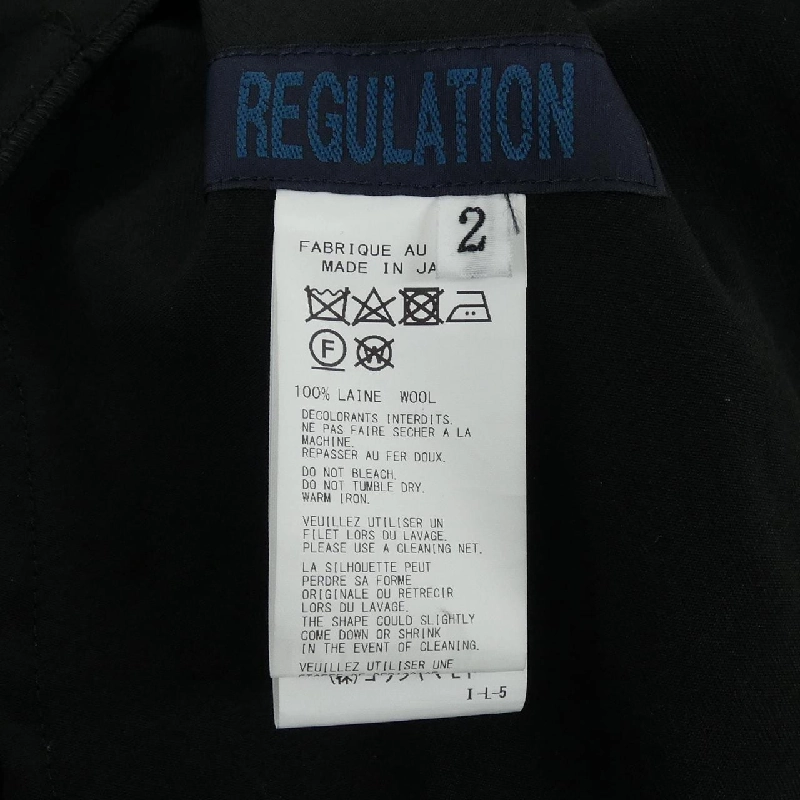 REGULATION
2
FABRIQUE AU
MADE IN JA
F
W
100% LAINE WOOL
DECOLORANTS INTERDITS.
NE PAS FAIRE SECHER A LA
MACHINE.
REPASSER AU FER DOUX.
DO NOT BLEACH.
DO NOT TUMBLE DRY.
WARM IRON.
VEUILLEZ UTILISER UN
FILET LORS DU LAVAGE.
PLEASE USE A CLEANING NET.
LA SILHOUETTE PEUT
PERDRE SA FORME
ORIGINALE OU RETRECIR
LORS DU LAVAGE.
THE SHAPE COULD SLIGHTLY
COME DOWN OR SHRINK
IN THE EVENT OF CLEANING.
VEUILLEZ UTILISER UNE
I-L-5